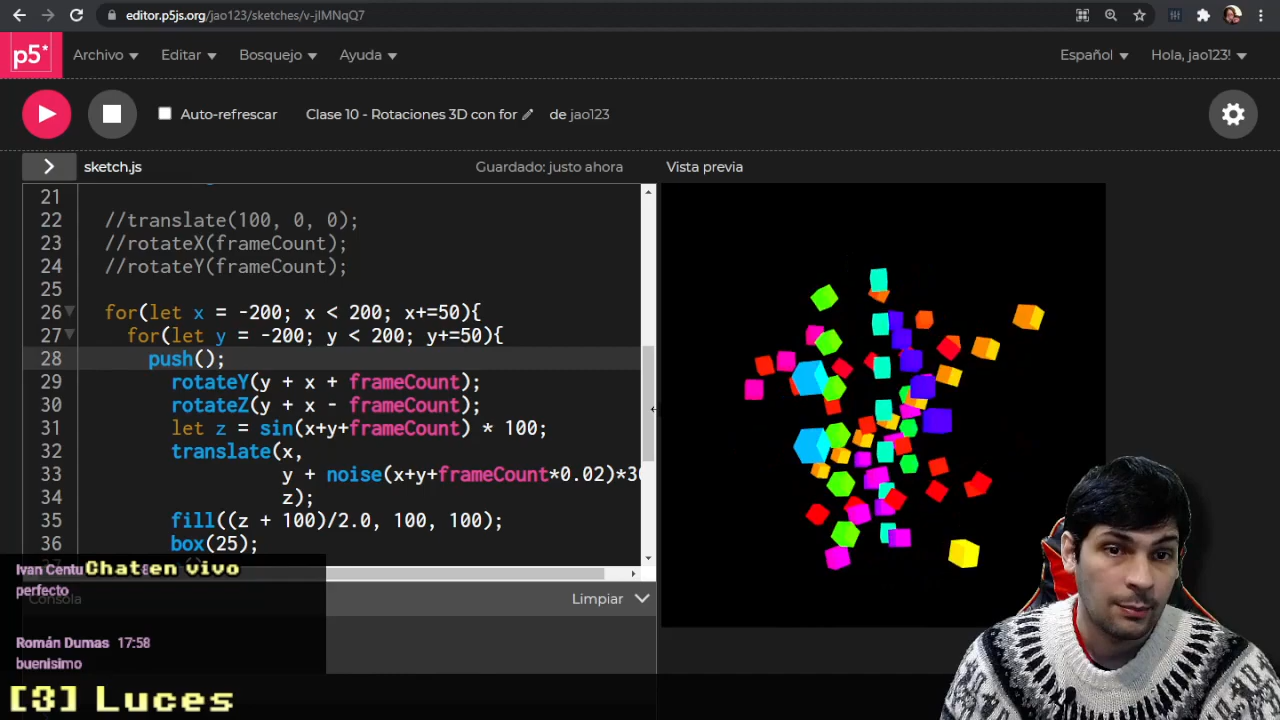 editor.p5js.org/jao123/sketches/v-jIMNqQ7
p5*
Archivo Editar Bosquejo Ayuda Español Hola, jao123!
Auto-refrescar Clase 10 - Rotaciones 3D con for de jao123
sketch.js Guardado: justo ahora Vista previa
21
22 //translate(100, 0, 0);
23 //rotateX(frameCount);
24 //rotateY(frameCount);
25
26 for(let x = -200; x < 200; x+=50){
27 for(let y = -200; y < 200; y+=50){
28 push();
29 rotateY(y + x + frameCount);
30 rotateZ(y + x - frameCount);
31 let z = sin(x+y+frameCount) * 100;
32 translate(x,
33 y + noise(x+y+frameCount*0.02)*30
34 z);
35 fill((z + 100)/2.0, 100, 100);
36 box(25);
Ivan Centu
Chat en vivo
perfecto
Consola Limpiar
Román Dumas 17:58
buenisimo
[3] Luces